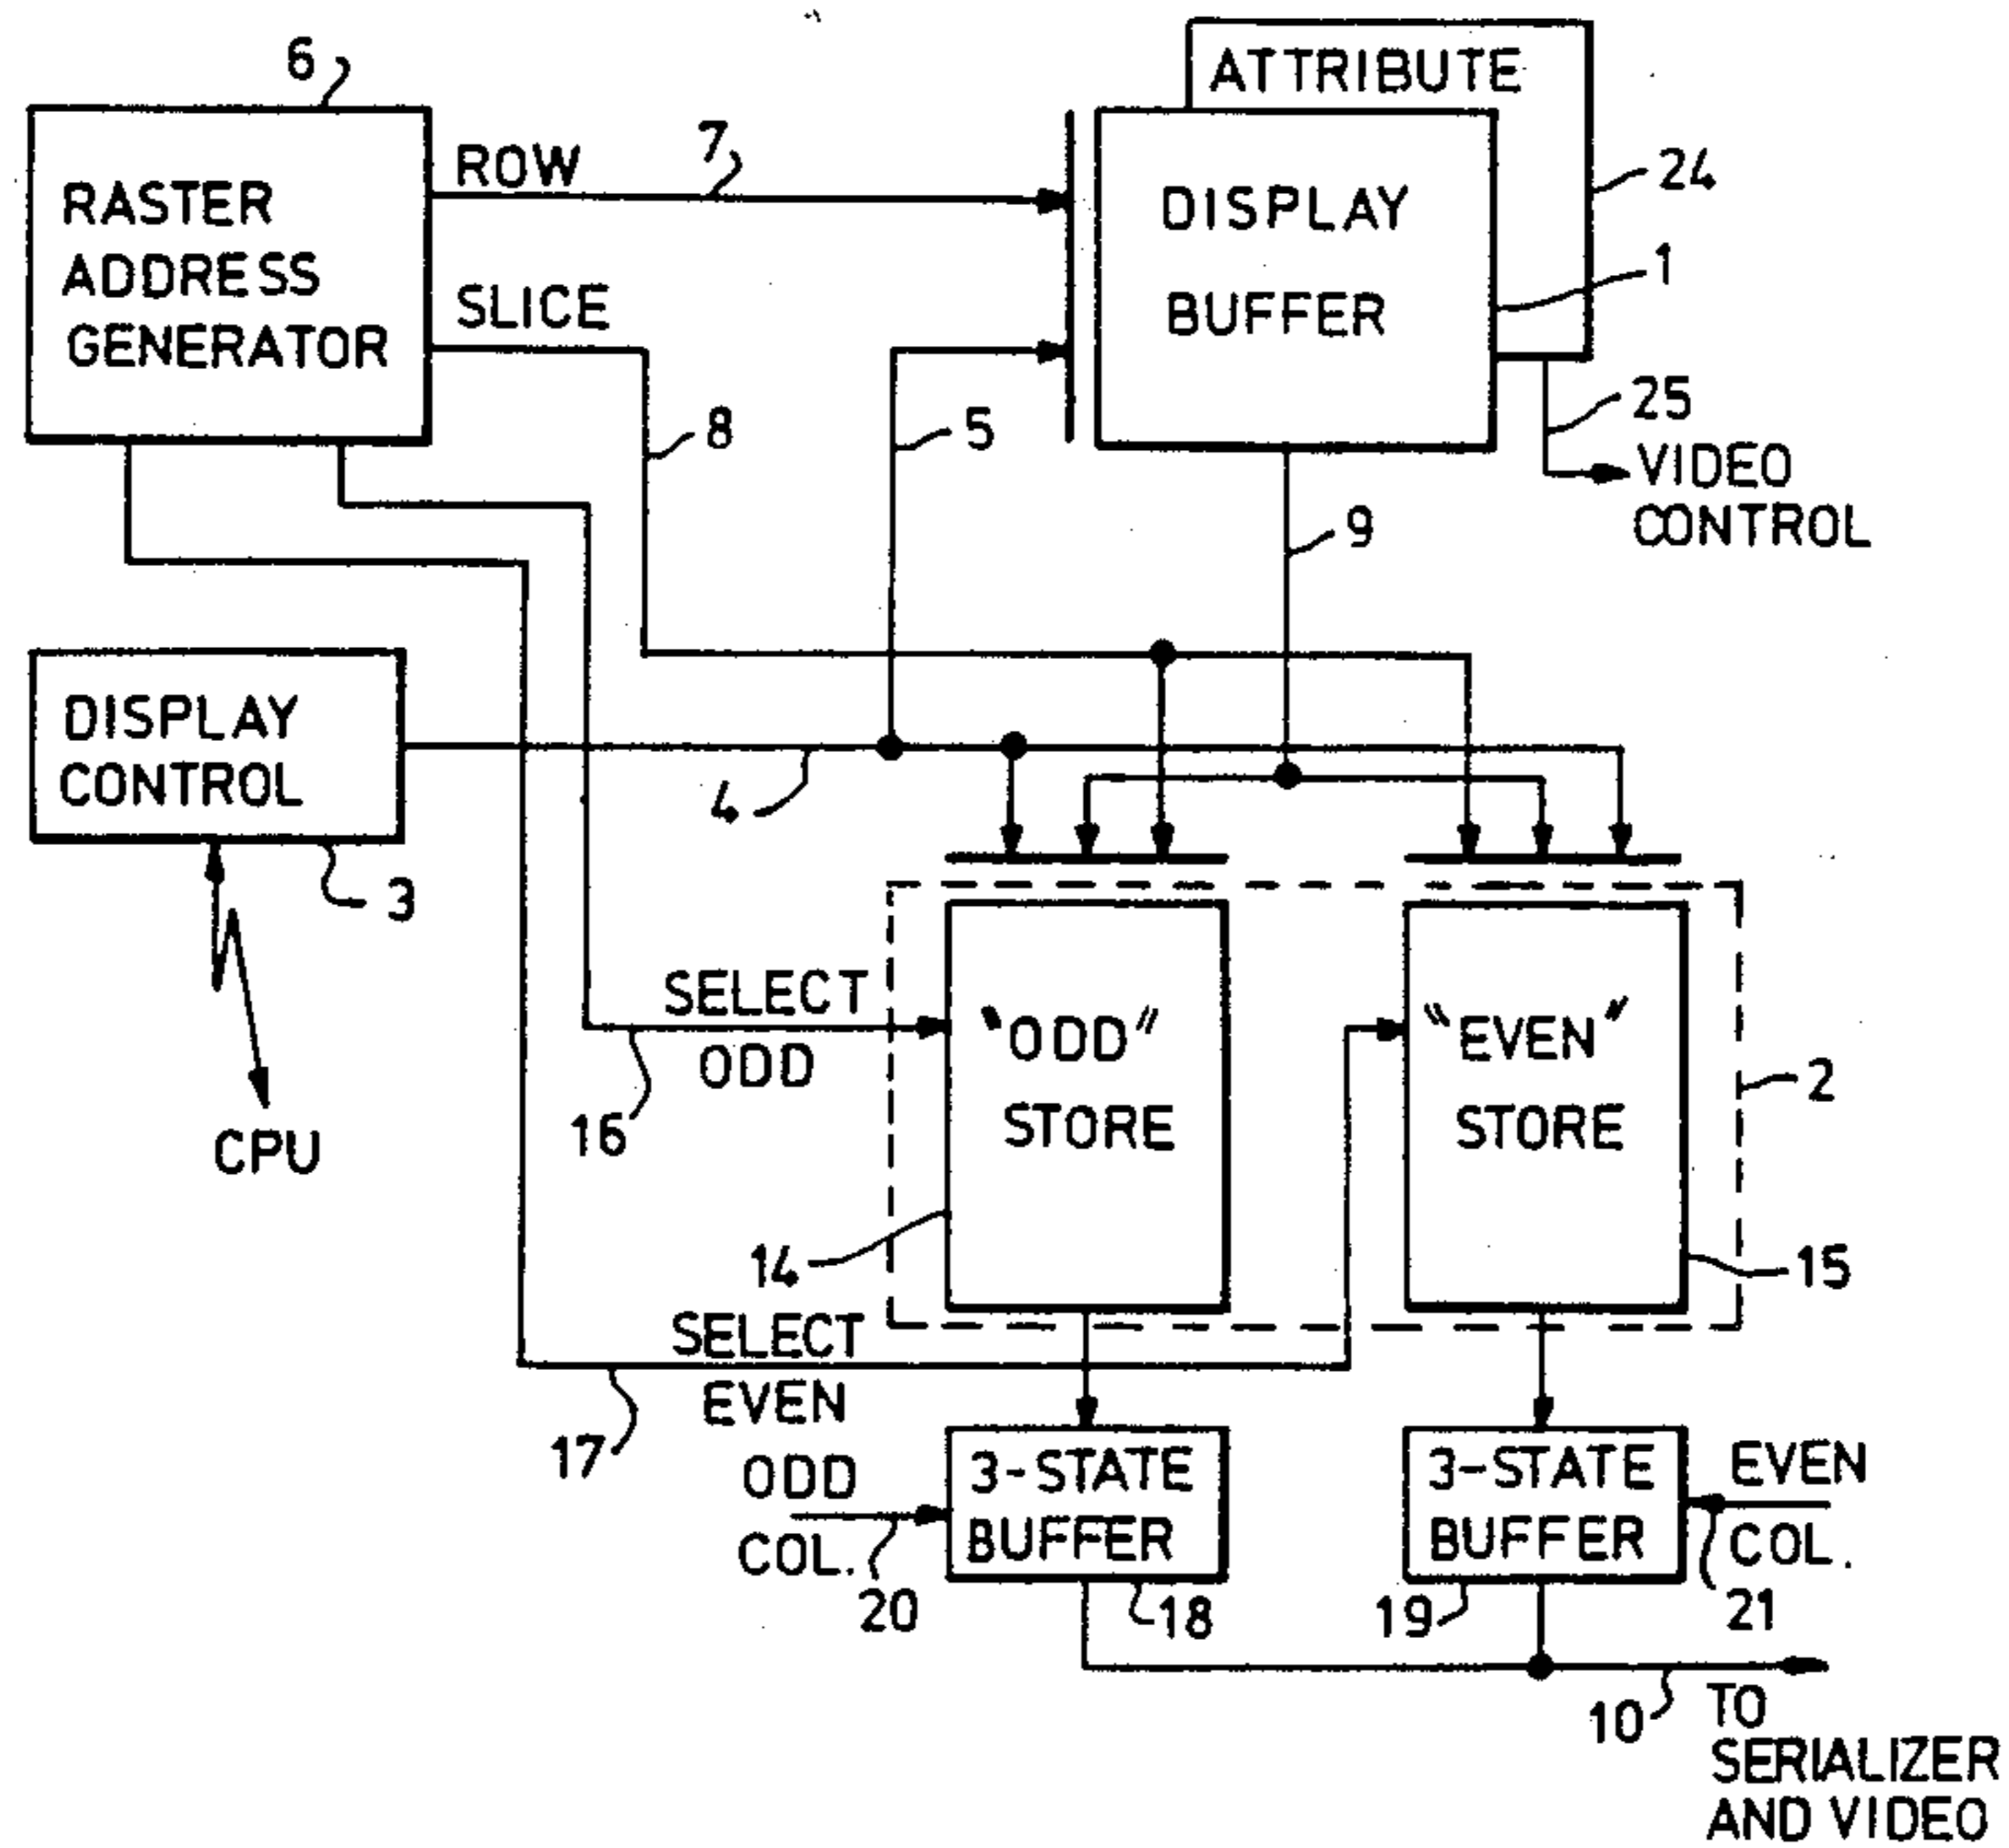 6
ATTRIBUTE
ROW
7
24
RASTER
ADDRESS
GENERATOR
DISPLAY
BUFFER
1
SLICE
8
5
25
VIDEO
CONTROL
9
DISPLAY
CONTROL
4
3
SELECT
ODD
16
"ODD"
STORE
"EVEN"
STORE
2
CPU
14
15
SELECT
EVEN
17
ODD
COL.
20
3-STATE
BUFFER
18
3-STATE
BUFFER
19
EVEN
COL.
21
10
TO
SERIALIZER
AND VIDEO